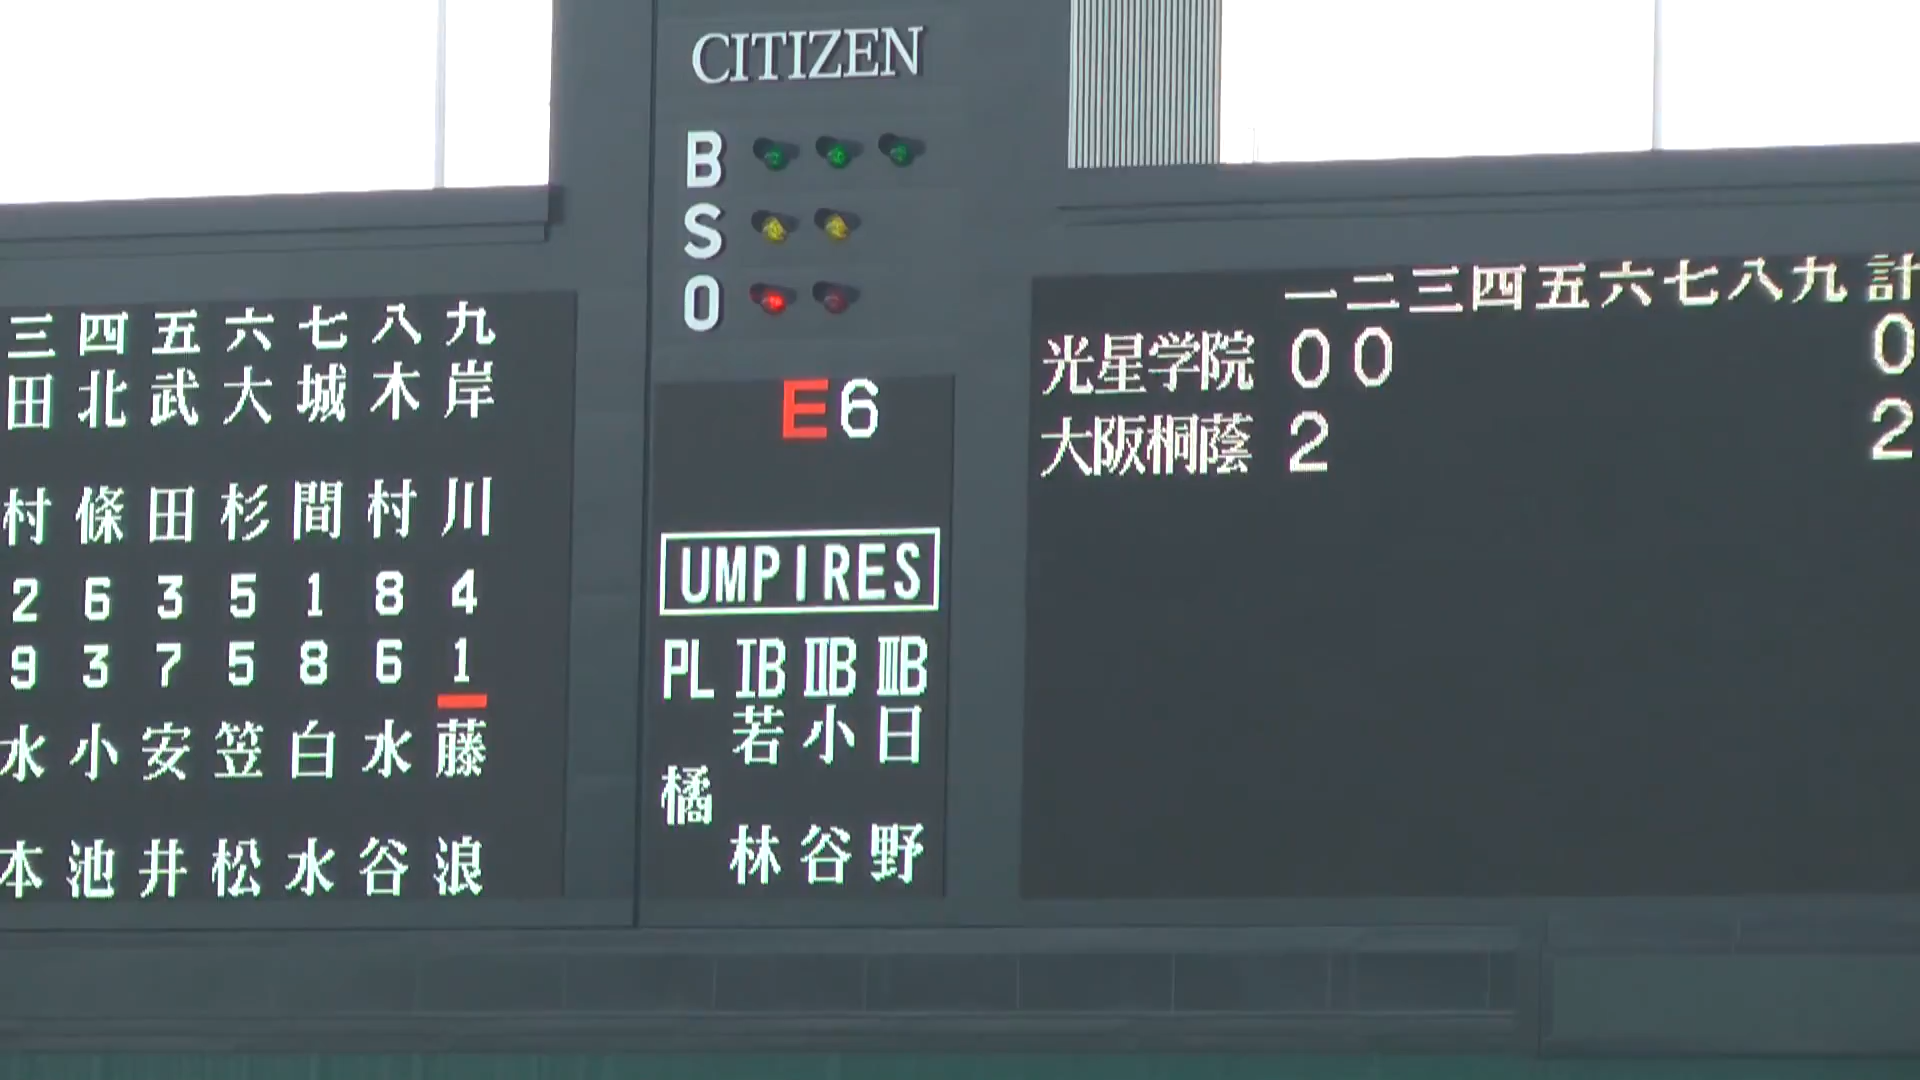 CITIZEN
B
S
O
E6
UMPIRES
PL IB IIB IIIB
橘 若林 小谷 日野
三 四 五 六 七 八 九
田村 北條 武田 大杉 城間 木村 岸川
2 6 3 5 1 8 4
9 3 7 5 8 6 1
水本 小池 安井 笠松 白水 水谷 藤浪
一 二 三 四 五 六 七 八 九 計
光星学院 0 0 0
大阪桐蔭 2 2